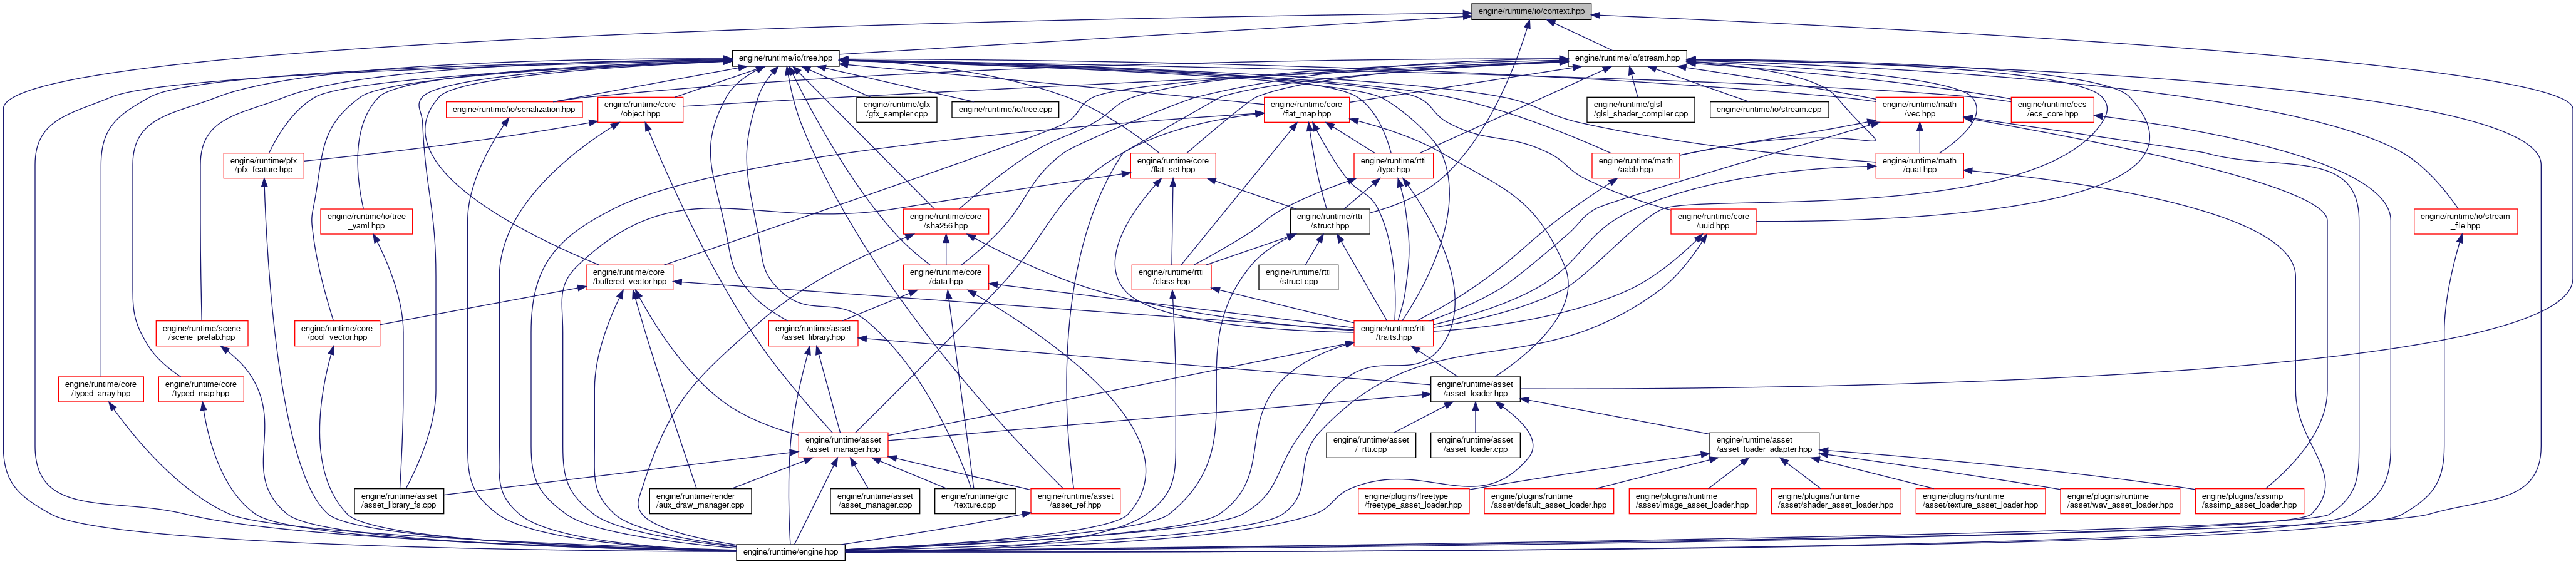 engine/runtime/io/context.hpp
engine/runtime/io/tree.hpp
engine/runtime/io/stream.hpp
engine/runtime/io/serialization.hpp
engine/runtime/core
/object.hpp
engine/runtime/gfx
/gfx_sampler.cpp
engine/runtime/io/tree.cpp
engine/runtime/core
/flat_map.hpp
engine/runtime/glsl
/glsl_shader_compiler.cpp
engine/runtime/io/stream.cpp
engine/runtime/math
/vec.hpp
engine/runtime/ecs
/ecs_core.hpp
engine/runtime/pfx
/pfx_feature.hpp
engine/runtime/core
/flat_set.hpp
engine/runtime/rtti
/type.hpp
engine/runtime/math
/aabb.hpp
engine/runtime/math
/quat.hpp
engine/runtime/io/tree
_yaml.hpp
engine/runtime/core
/sha256.hpp
engine/runtime/rtti
/struct.hpp
engine/runtime/core
/uuid.hpp
engine/runtime/io/stream
_file.hpp
engine/runtime/core
/buffered_vector.hpp
engine/runtime/core
/data.hpp
engine/runtime/rtti
/class.hpp
engine/runtime/rtti
/struct.cpp
engine/runtime/scene
/scene_prefab.hpp
engine/runtime/core
/pool_vector.hpp
engine/runtime/asset
/asset_library.hpp
engine/runtime/rtti
/traits.hpp
engine/runtime/core
/typed_array.hpp
engine/runtime/core
/typed_map.hpp
engine/runtime/asset
/asset_loader.hpp
engine/runtime/asset
/asset_manager.hpp
engine/runtime/asset
/_rtti.cpp
engine/runtime/asset
/asset_loader.cpp
engine/runtime/asset
/asset_loader_adapter.hpp
engine/runtime/asset
/asset_library_fs.cpp
engine/runtime/render
/aux_draw_manager.cpp
engine/runtime/asset
/asset_manager.cpp
engine/runtime/grc
/texture.cpp
engine/runtime/asset
/asset_ref.hpp
engine/plugins/freetype
/freetype_asset_loader.hpp
engine/plugins/runtime
/asset/default_asset_loader.hpp
engine/plugins/runtime
/asset/image_asset_loader.hpp
engine/plugins/runtime
/asset/shader_asset_loader.hpp
engine/plugins/runtime
/asset/texture_asset_loader.hpp
engine/plugins/runtime
/asset/wav_asset_loader.hpp
engine/plugins/assimp
/assimp_asset_loader.hpp
engine/runtime/engine.hpp